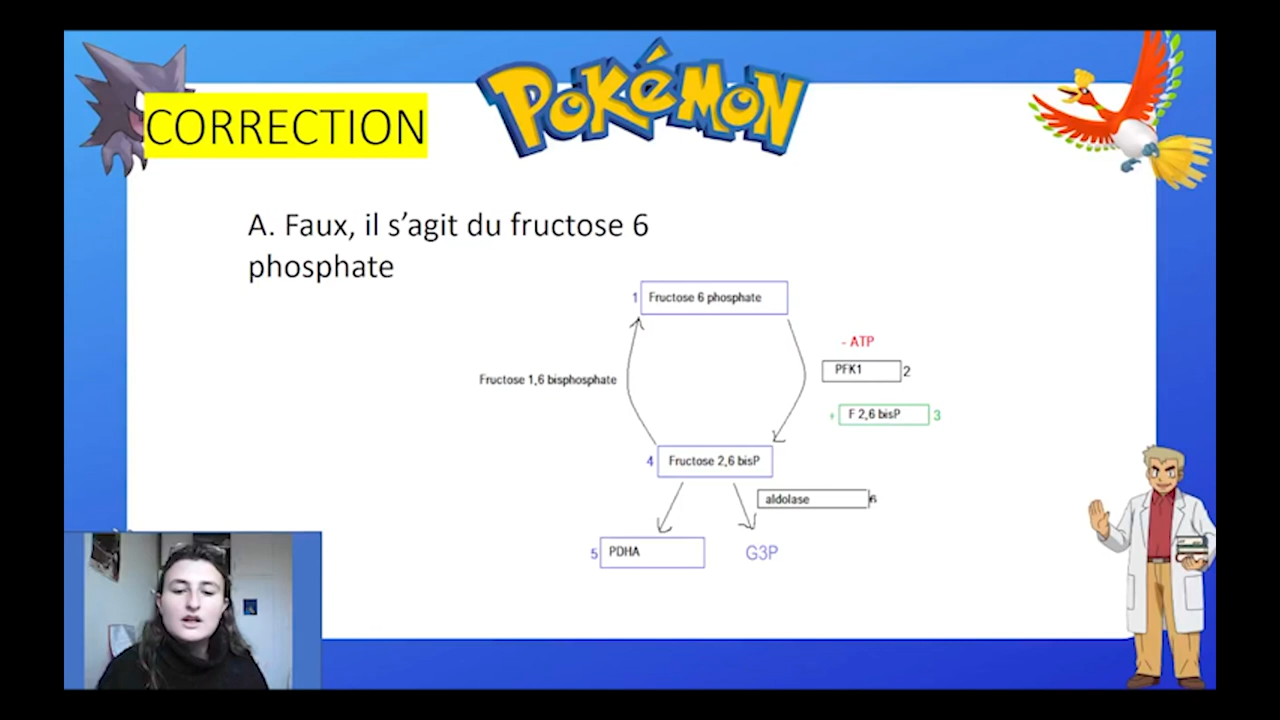 POKéMON
CORRECTION
A. Faux, il s’agit du fructose 6
phosphate
1 Fructose 6 phosphate
- ATP
PFK1 2
Fructose 1,6 bisphosphate
+ F 2,6 bisP 3
4 Fructose 2,6 bisP
aldolase 6
5 PDHA
G3P